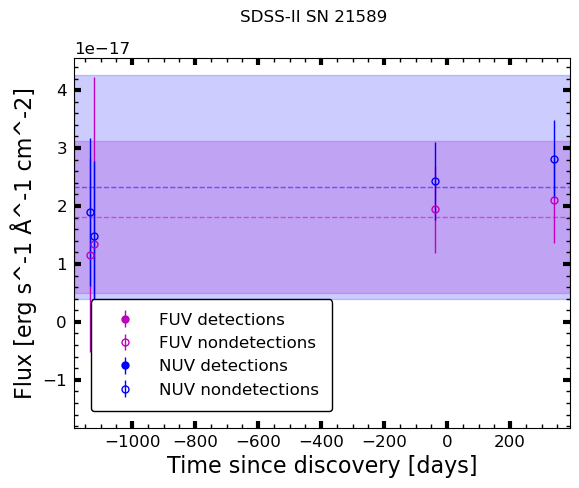 SDSS-II SN 21589
1e−17
4
3
2
1
0
−1
Flux [erg s^-1 Å^-1 cm^-2]
FUV detections
FUV nondetections
NUV detections
NUV nondetections
−1000 −800 −600 −400 −200 0 200
Time since discovery [days]